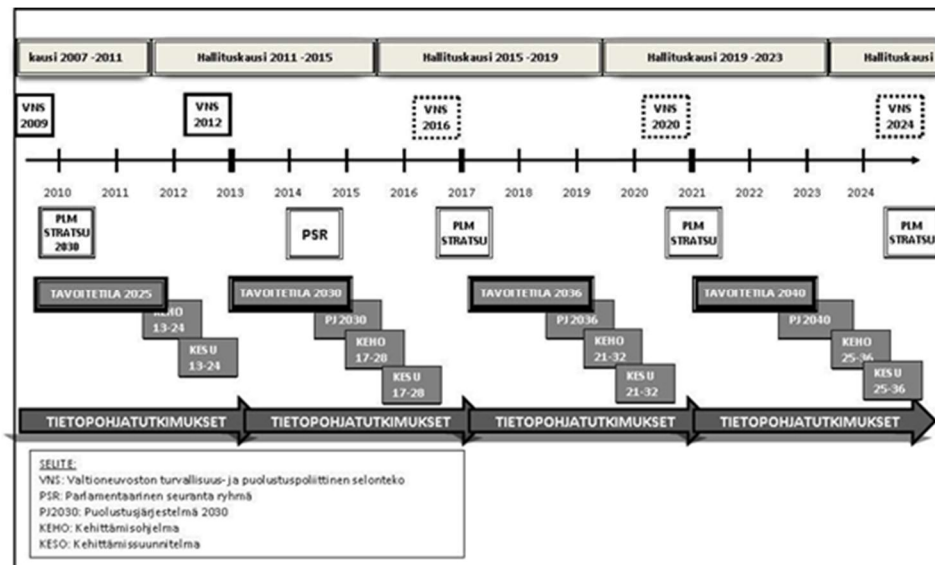 kausi 2007 -2011
Hallituskausi 2011 -2015
Hallituskausi 2015 -2019
Hallituskausi 2019 -2023
Hallituskausi
VNS
2009
VNS
2012
VNS
2016
VNS
2020
VNS
2024
2010 2011 2012 2013 2014 2015 2016 2017 2018 2019 2020 2021 2022 2023 2024
PLM
STRATSU
2030
PSR
PLM
STRATSU
PLM
STRATSU
PLM
STRATSU
TAVOITETILA 2025
KEHO
13-24
KESU
13-24
TAVOITETILA 2030
PJ2030
KEHO
17-28
KESU
17-28
TAVOITETILA 2036
PJ2036
KEHO
21-32
KESU
21-32
TAVOITETILA 2040
PJ2040
KEHO
25-36
KESU
25-36
TIETOPOHJATUTKIMUKSET
TIETOPOHJATUTKIMUKSET
TIETOPOHJATUTKIMUKSET
TIETOPOHJATUTKIMUKSET
SELITE:
VNS: Valtioneuvoston turvallisuus- ja puolustuspoliittinen selonteko
PSR: Parlamentaarinen seuranta ryhmä
PJ2030: Puolustusjärjestelmä 2030
KEHO: Kehittämisohjelma
KESO: Kehittämissuunnitelma